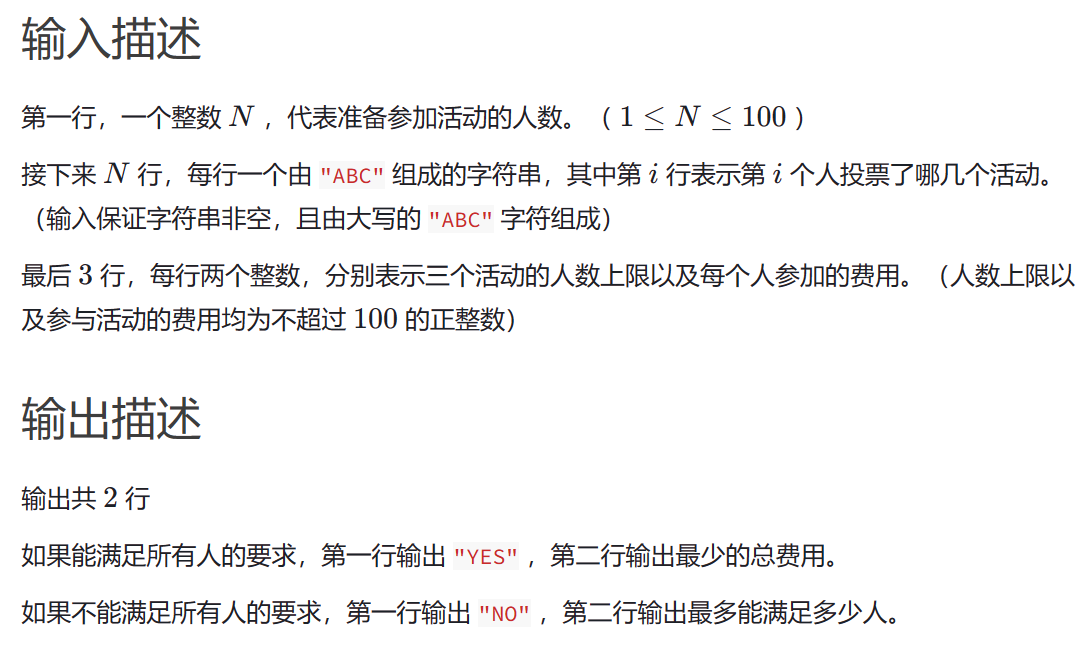 输入描述
第一行，一个整数 N ，代表准备参加活动的人数。（ 1 ≤ N ≤ 100 ）
接下来 N 行，每行一个由 "ABC" 组成的字符串，其中第 i 行表示第 i 个人投票了哪几个活动。
（输入保证字符串非空，且由大写的 "ABC" 字符组成）
最后 3 行，每行两个整数，分别表示三个活动的人数上限以及每个人参加的费用。（人数上限以
及参与活动的费用均为不超过 100 的正整数）
输出描述
输出共 2 行
如果能满足所有人的要求，第一行输出 "YES" ，第二行输出最少的总费用。
如果不能满足所有人的要求，第一行输出 "NO" ，第二行输出最多能满足多少人。